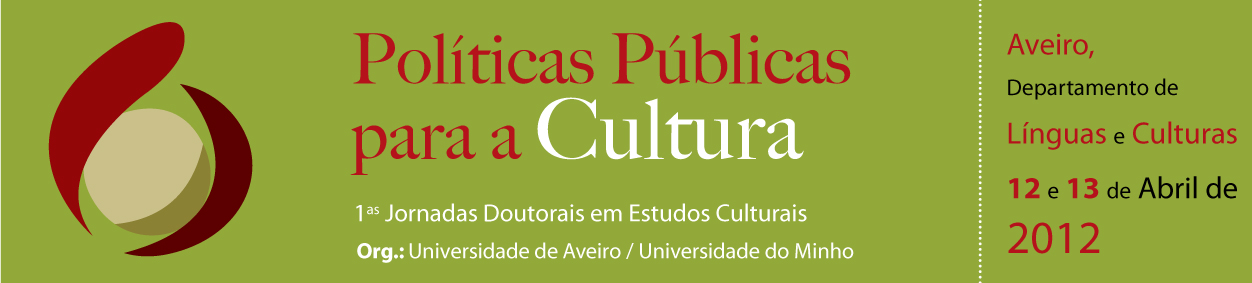 Políticas Públicas
para a Cultura
1as Jornadas Doutorais em Estudos Culturais
Org.: Universidade de Aveiro / Universidade do Minho
Aveiro,
Departamento de
Línguas e Culturas
12 e 13 de Abril de
2012